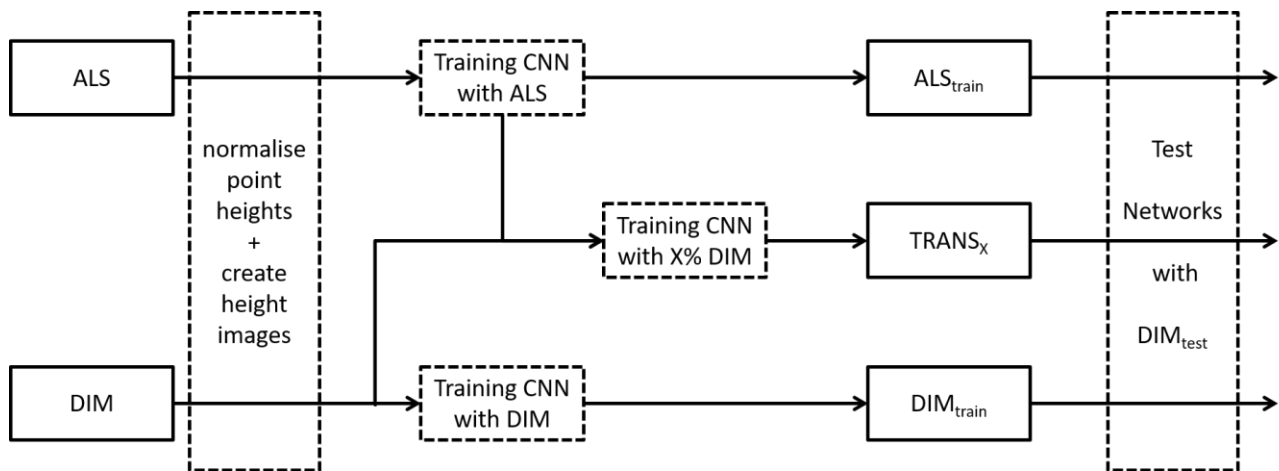 ALS
normalise
point
heights
+
create
height
images
DIM
Training CNN
with ALS
Training CNN
with X% DIM
Training CNN
with DIM
ALStrain
TRANSX
DIMtrain
Test
Networks
with
DIMtest